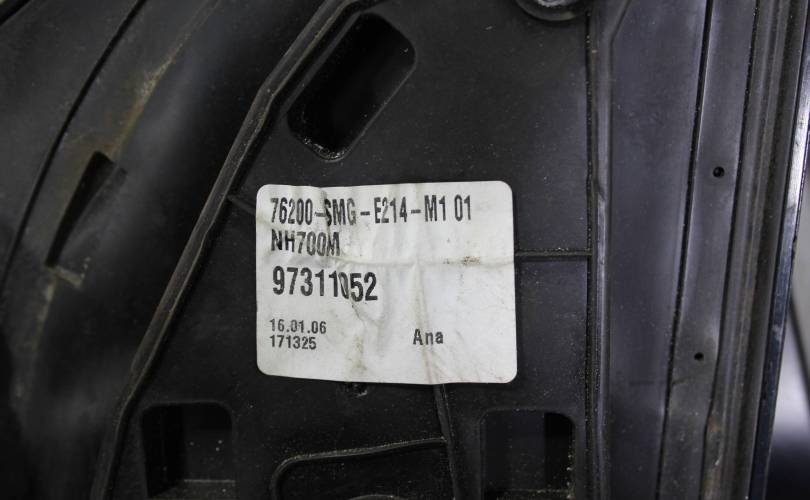 76200-SMG-E214-M1 01
NH700M
97311052
16.01.06
171325 Ana